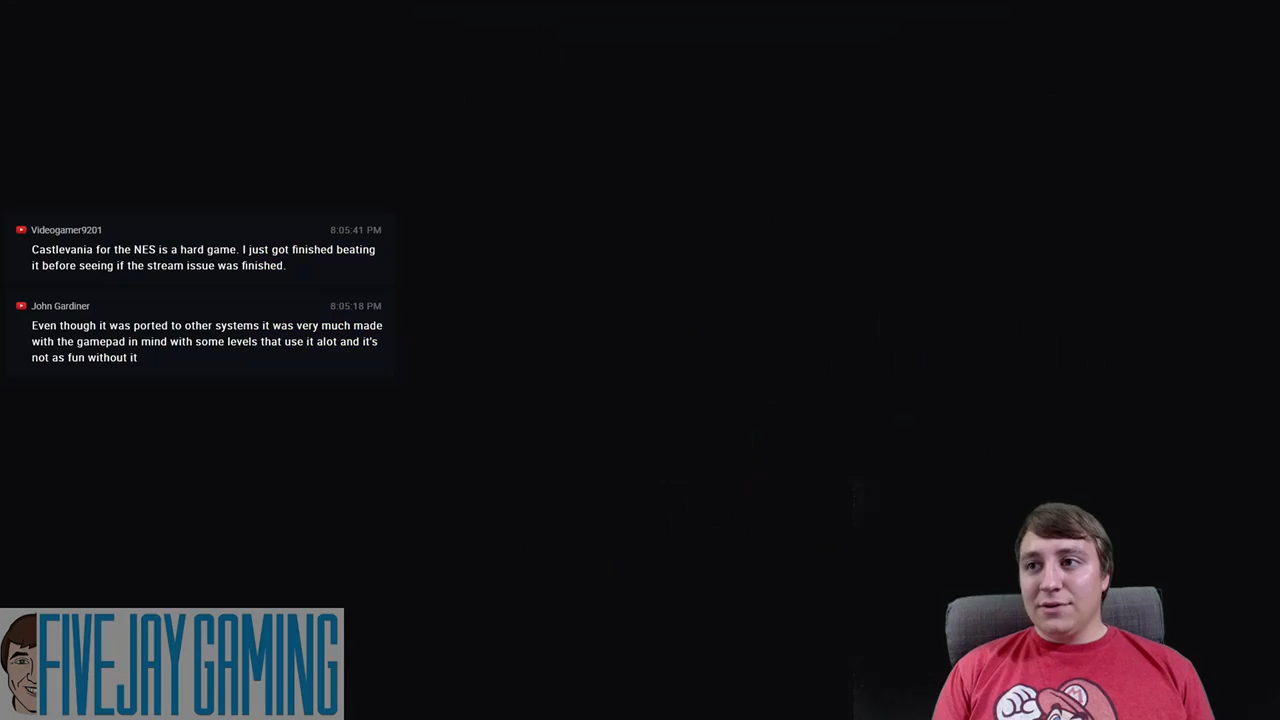 Videogamer9201 8:05:41 PM
Castlevania for the NES is a hard game. I just got finished beating
it before seeing if the stream issue was finished.
John Gardiner 8:05:18 PM
Even though it was ported to other systems it was very much made
with the gamepad in mind with some levels that use it alot and it's
not as fun without it
FIVEJAYGAMING
M